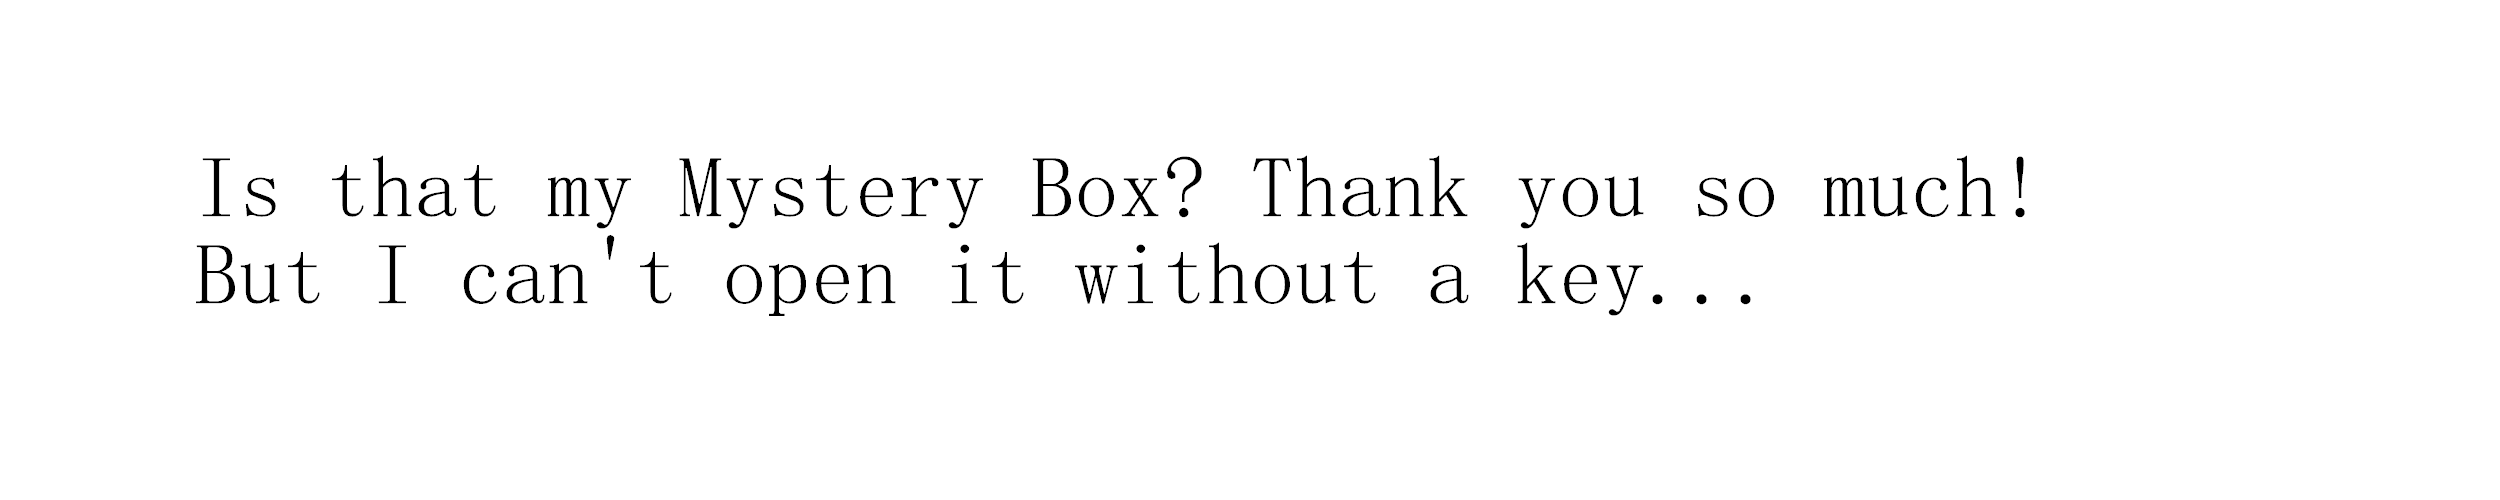 Is that my Mystery Box? Thank you so much!
But I can't open it without a key...